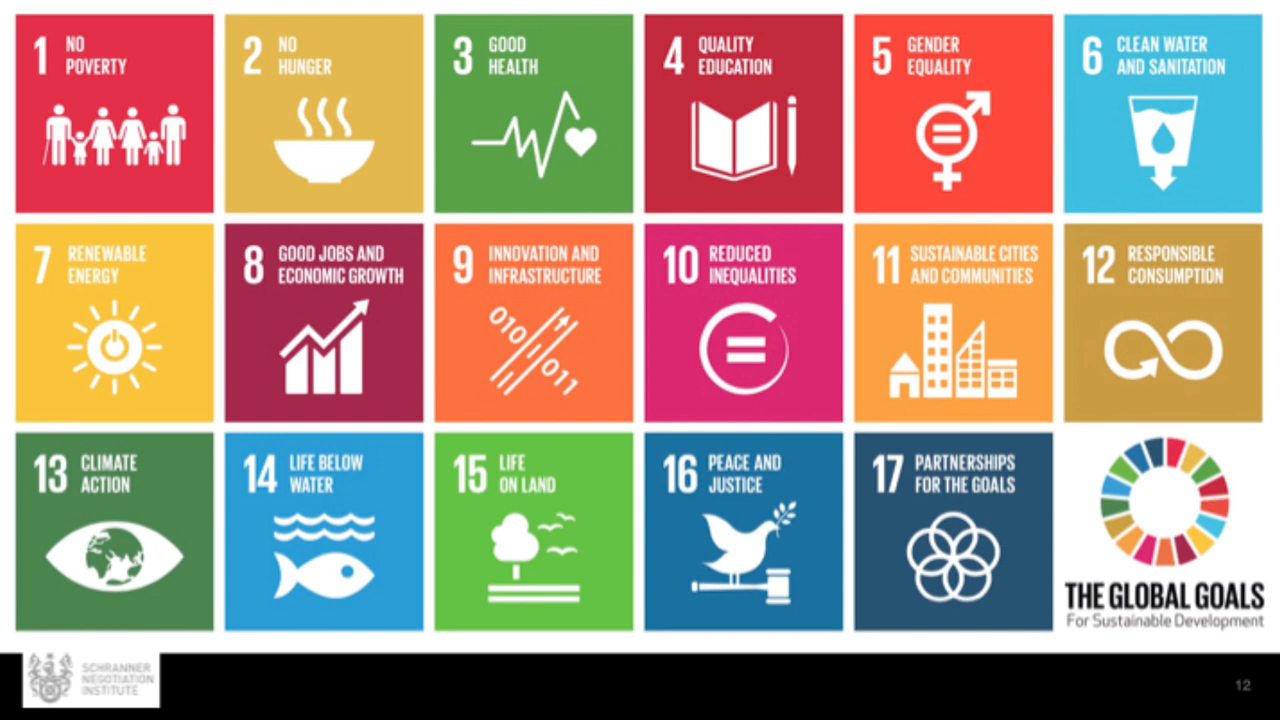 1 NO
POVERTY
2 NO
HUNGER
3 GOOD
HEALTH
4 QUALITY
EDUCATION
5 GENDER
EQUALITY
6 CLEAN WATER
AND SANITATION
7 RENEWABLE
ENERGY
8 GOOD JOBS AND
ECONOMIC GROWTH
9 INNOVATION AND
INFRASTRUCTURE
010
011
10 REDUCED
INEQUALITIES
11 SUSTAINABLE CITIES
AND COMMUNITIES
12 RESPONSIBLE
CONSUMPTION
13 CLIMATE
ACTION
14 LIFE BELOW
WATER
15 LIFE
ON LAND
16 PEACE AND
JUSTICE
17 PARTNERSHIPS
FOR THE GOALS
THE GLOBAL GOALS
For Sustainable Development
SCHRANNER
NEGOTIATION
INSTITUTE
12